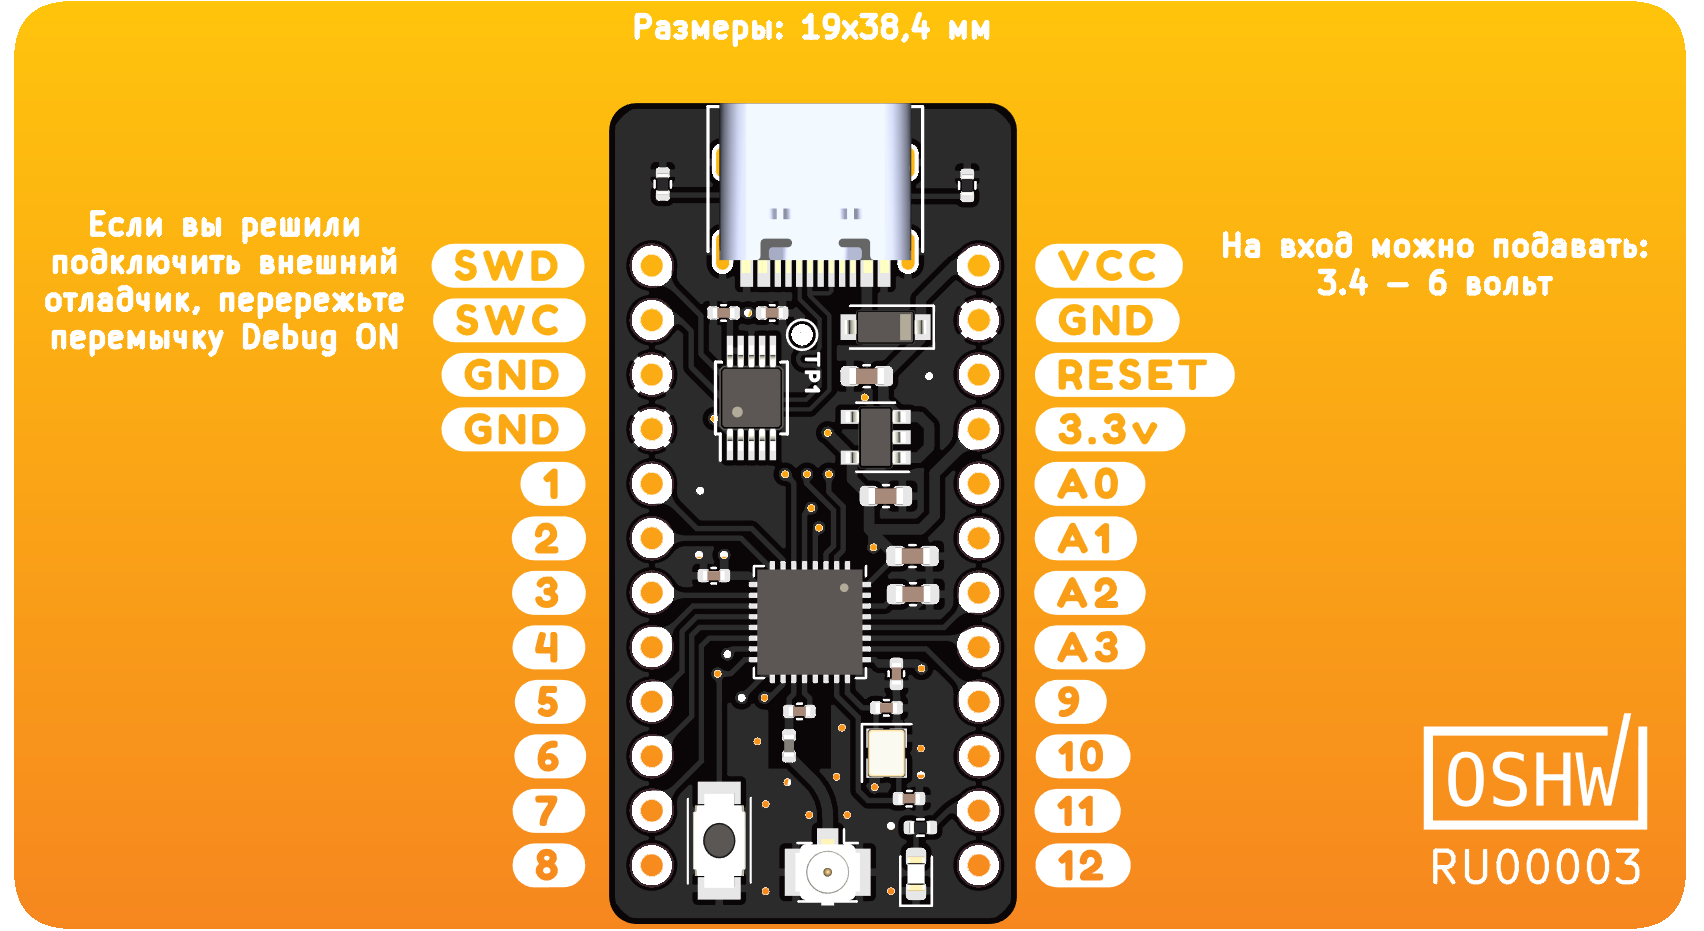 Размеры: 19x38,4 мм
Если вы решили
подключить внешний
отладчик, перережьте
перемычку Debug ON
На вход можно подавать:
3.4 – 6 вольт
SWD
SWC
GND
GND
1
2
3
4
5
6
7
8
TP1
VCC
GND
RESET
3.3v
A0
A1
A2
A3
9
10
11
12
OSHW
RU00003